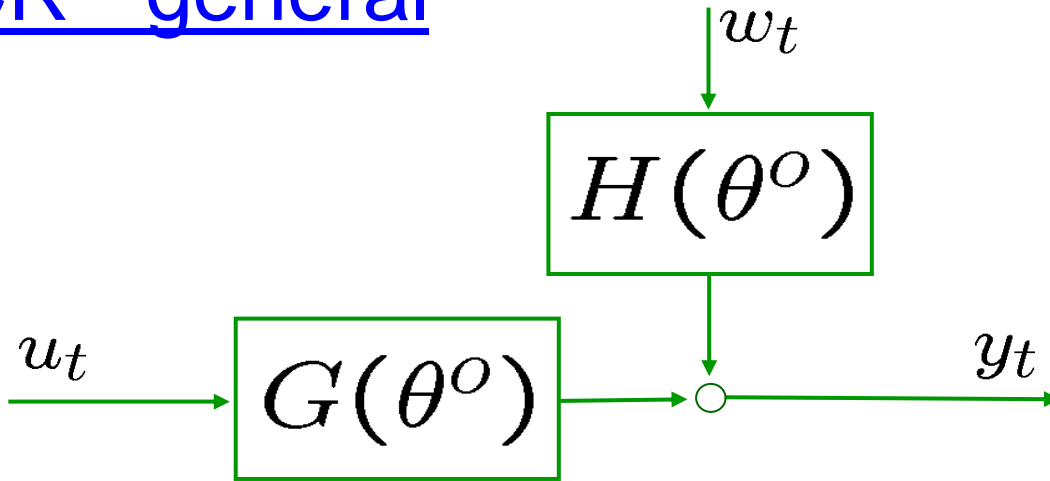 general
w_t
H(θ^o)
u_t
G(θ^o)
y_t